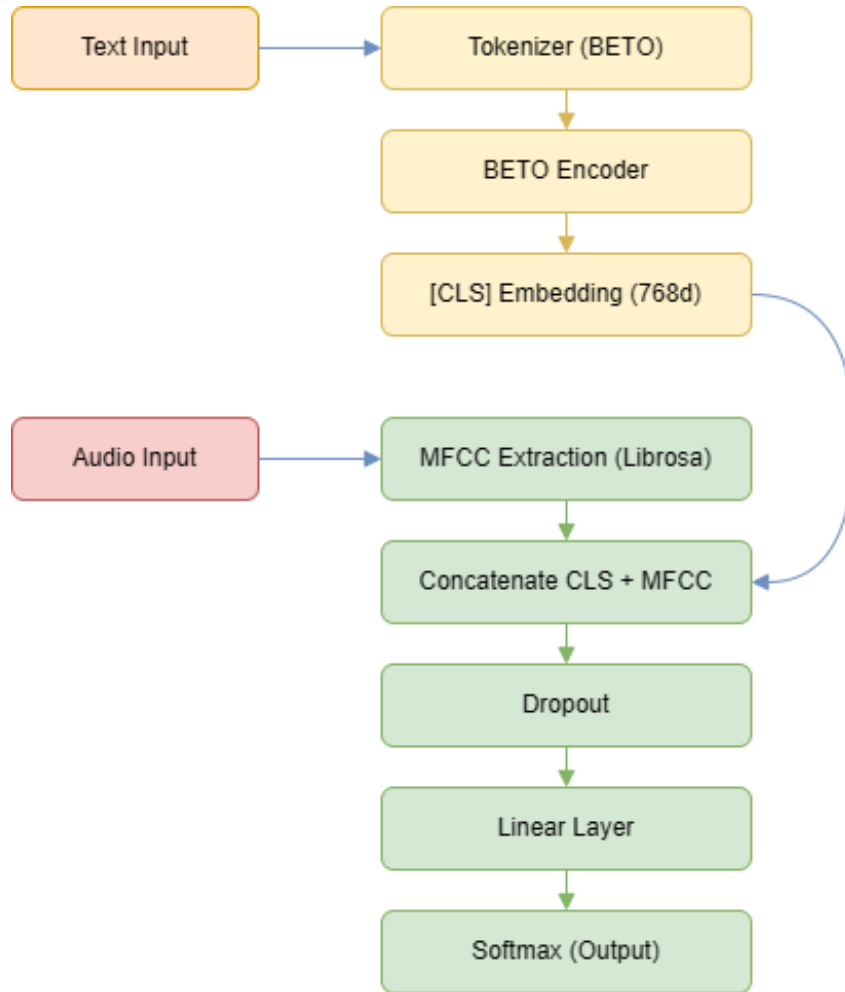 Text Input
Tokenizer (BETO)
BETO Encoder
[CLS] Embedding (768d)
Audio Input
MFCC Extraction (Librosa)
Concatenate CLS + MFCC
Dropout
Linear Layer
Softmax (Output)